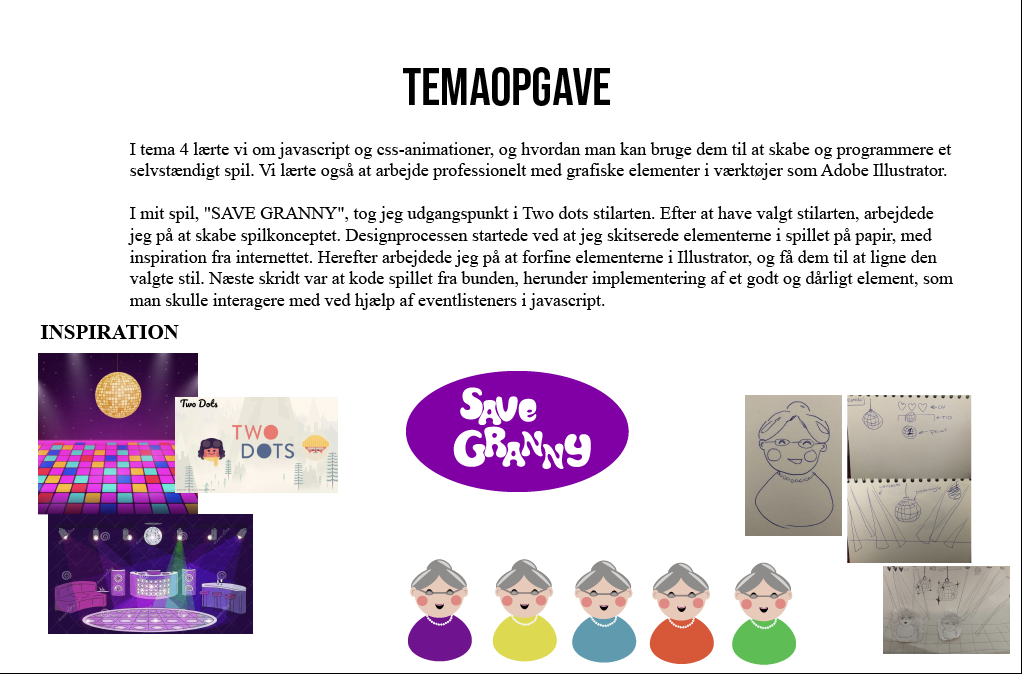 TEMAOPGAVE
I tema 4 lærte vi om javascript og css-animationer, og hvordan man kan bruge dem til at skabe og programmere et
selvstændigt spil. Vi lærte også at arbejde professionelt med grafiske elementer i værktøjer som Adobe Illustrator.
I mit spil, "SAVE GRANNY", tog jeg udgangspunkt i Two dots stilarten. Efter at have valgt stilarten, arbejdede
jeg på at skabe spilkonceptet. Designprocessen startede ved at jeg skitserede elementerne i spillet på papir, med
inspiration fra internettet. Herefter arbejdede jeg på at forfine elementerne i Illustrator, og få dem til at ligne den
valgte stil. Næste skridt var at kode spillet fra bunden, herunder implementering af et godt og dårligt element, som
man skulle interagere med ved hjælp af eventlisteners i javascript.
INSPIRATION
Two Dots
TWO
DOTS
SAVE
GRANNY